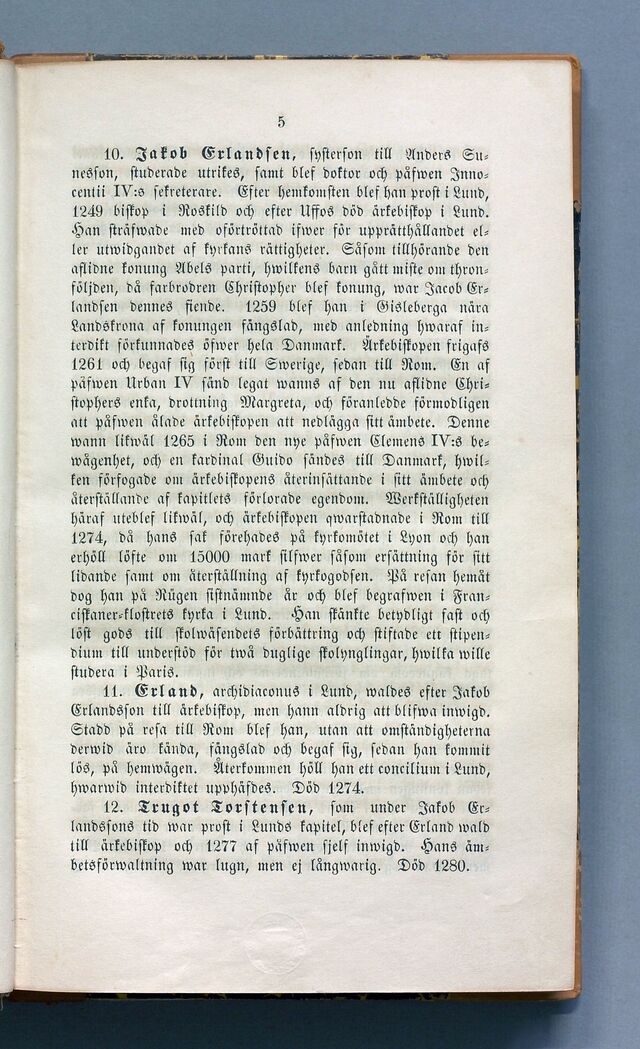 5
10. Jakob Erlandsen, systerson till Anders Su-
nesson, studerade utrikes, samt blef doktor och påfwen Inno-
centii IV:s sekreterare. Efter hemkomsten blef han prost i Lund,
1249 biskop i Roskild och efter Uffos död ärkebiskop i Lund.
Han sträfwade med oförtröttad ifwer för upprätthållandet el-
ler utwidgandet af kyrkans rättigheter. Såsom tillhörande den
aflidne konung Abels parti, hwilkens barn gått miste om thron-
följden, då farbrodren Christopher blef konung, war Jacob Er-
landsen dennes fiende. 1259 blef han i Gisleberga nära
Landskrona af konungen fängslad, med anledning hwaraf in-
terdikt förkunnades öfwer hela Danmark. Ärkebiskopen frigafs
1261 och begaf sig först till Swerige, sedan till Rom. En af
påfwen Urban IV sänd legat wanns af den nu aflidne Chri-
stophers enka, drottning Margreta, och föranledde förmodligen
att påfwen ålade ärkebiskopen att nedlägga sitt ämbete. Denne
wann likwäl 1265 i Rom den nye påfwen Clemens IV:s be-
wågenhet, och en kardinal Guido sändes till Danmark, hwil-
ken förfogade om ärkebiskopens återinsättande i sitt ämbete och
återställande af kapitlets förlorade egendom. Werkställigheten
häraf uteblef likwäl, och ärkebiskopen qwarstadnade i Rom till
1274, då hans sak förehades på kyrkomötet i Lyon och han
erhöll löfte om 15000 mark silfwer såsom ersättning för sitt
lidande samt om återställning af kyrkogodsen. På resan hemåt
dog han på Rügen sistnämnde år och blef begrafwen i Fran-
ciskaner-klostrets kyrka i Lund. Han skänkte betydligt fast och
löst gods till skolwäsendets förbättring och stiftade ett stipen-
dium till understöd för twå duglige skolynglingar, hwilka wille
studera i Paris.
11. Erland, archidiaconus i Lund, waldes efter Jakob
Erlandsson till ärkebiskop, men hann aldrig att blifwa inwigd.
Stadd på resa till Rom blef han, utan att omständigheterna
derwid äro kända, fängslad och begaf sig, sedan han kommit
lös, på hemwägen. Återkommen höll han ett concilium i Lund,
hwarwid interdiktet upphäfdes. Död 1274.
12. Trugot Torstensen, som under Jakob Er-
landssons tid war prost i Lunds kapitel, blef efter Erland wald
till ärkebiskop och 1277 af påfwen sjelf inwigd. Hans äm-
betsförwaltning war lugn, men ej långwarig. Död 1280.